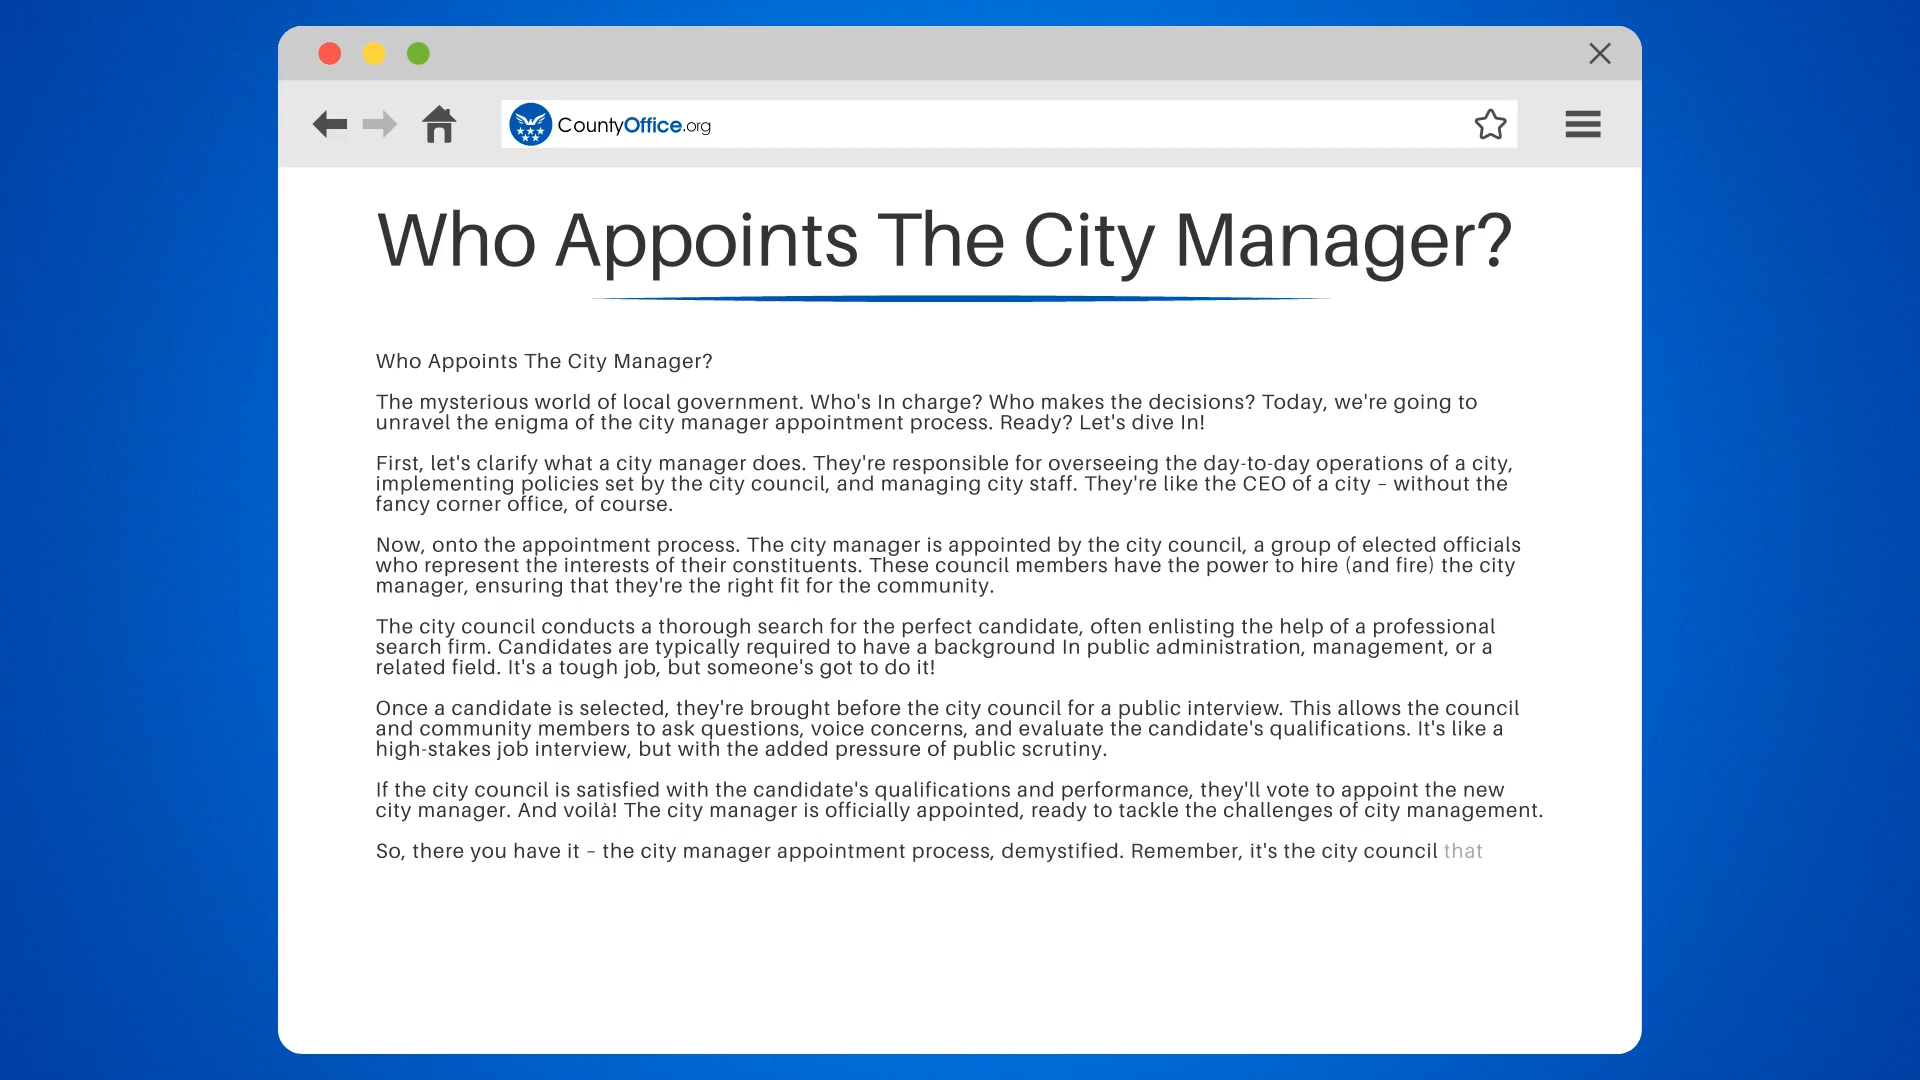 CountyOffice.org
Who Appoints The City Manager?
Who Appoints The City Manager?
The mysterious world of local government. Who's In charge? Who makes the decisions? Today, we're going to
unravel the enigma of the city manager appointment process. Ready? Let's dive In!
First, let's clarify what a city manager does. They're responsible for overseeing the day-to-day operations of a city,
implementing policies set by the city council, and managing city staff. They're like the CEO of a city – without the
fancy corner office, of course.
Now, onto the appointment process. The city manager is appointed by the city council, a group of elected officials
who represent the interests of their constituents. These council members have the power to hire (and fire) the city
manager, ensuring that they're the right fit for the community.
The city council conducts a thorough search for the perfect candidate, often enlisting the help of a professional
search firm. Candidates are typically required to have a background In public administration, management, or a
related field. It's a tough job, but someone's got to do it!
Once a candidate is selected, they're brought before the city council for a public interview. This allows the council
and community members to ask questions, voice concerns, and evaluate the candidate's qualifications. It's like a
high-stakes job interview, but with the added pressure of public scrutiny.
If the city council is satisfied with the candidate's qualifications and performance, they'll vote to appoint the new
city manager. And voilà! The city manager is officially appointed, ready to tackle the challenges of city management.
So, there you have it – the city manager appointment process, demystified. Remember, it's the city council that